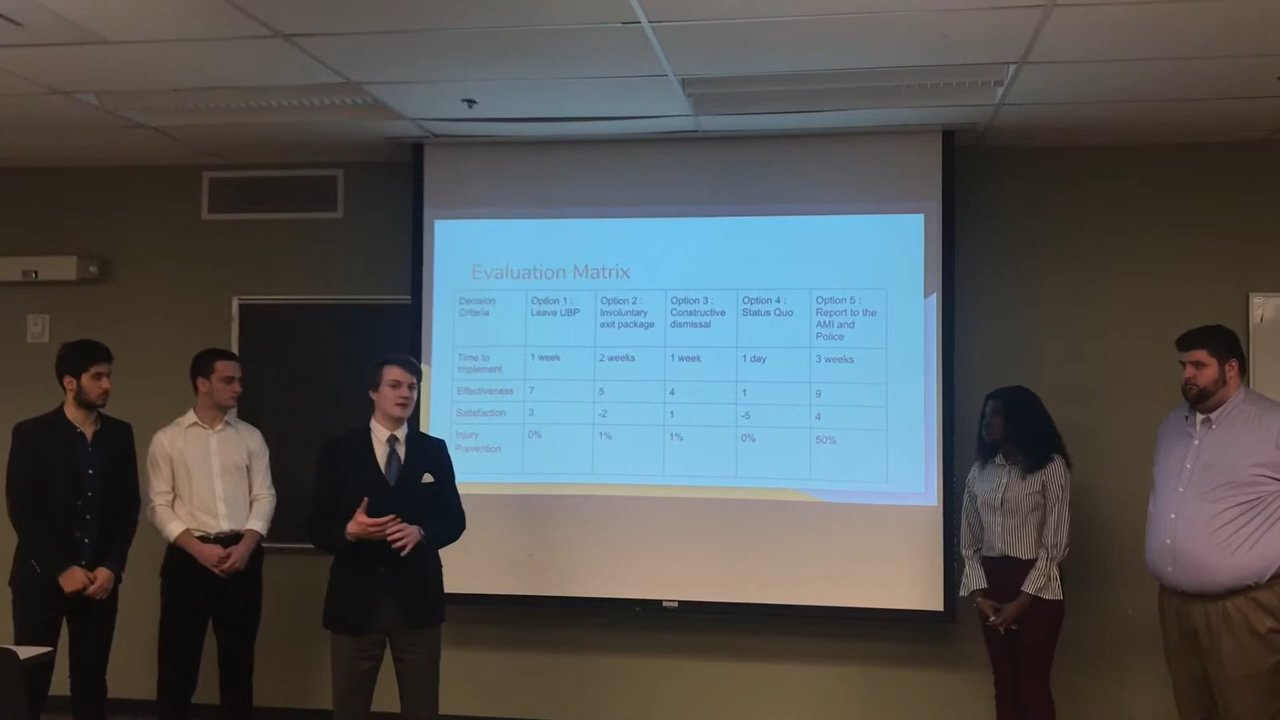 Evaluation Matrix
Decision Criteria
Option 1 : Leave UBP
Option 2 : Involuntary exit package
Option 3 : Constructive dismissal
Option 4 : Status Quo
Option 5 : Report to the AMI and Police
Time to Implement
1 week
2 weeks
1 week
1 day
3 weeks
Effectiveness
7
5
4
1
9
Satisfaction
3
-2
1
-5
4
Injury Prevention
0%
1%
1%
0%
50%